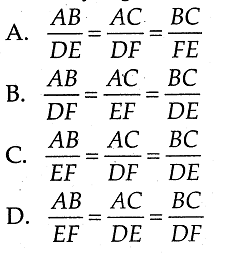 A. AB/DE = AC/DF = BC/FE
B. AB/DF = AC/EF = BC/DE
C. AB/EF = AC/DF = BC/DE
D. AB/EF = AC/DE = BC/DF